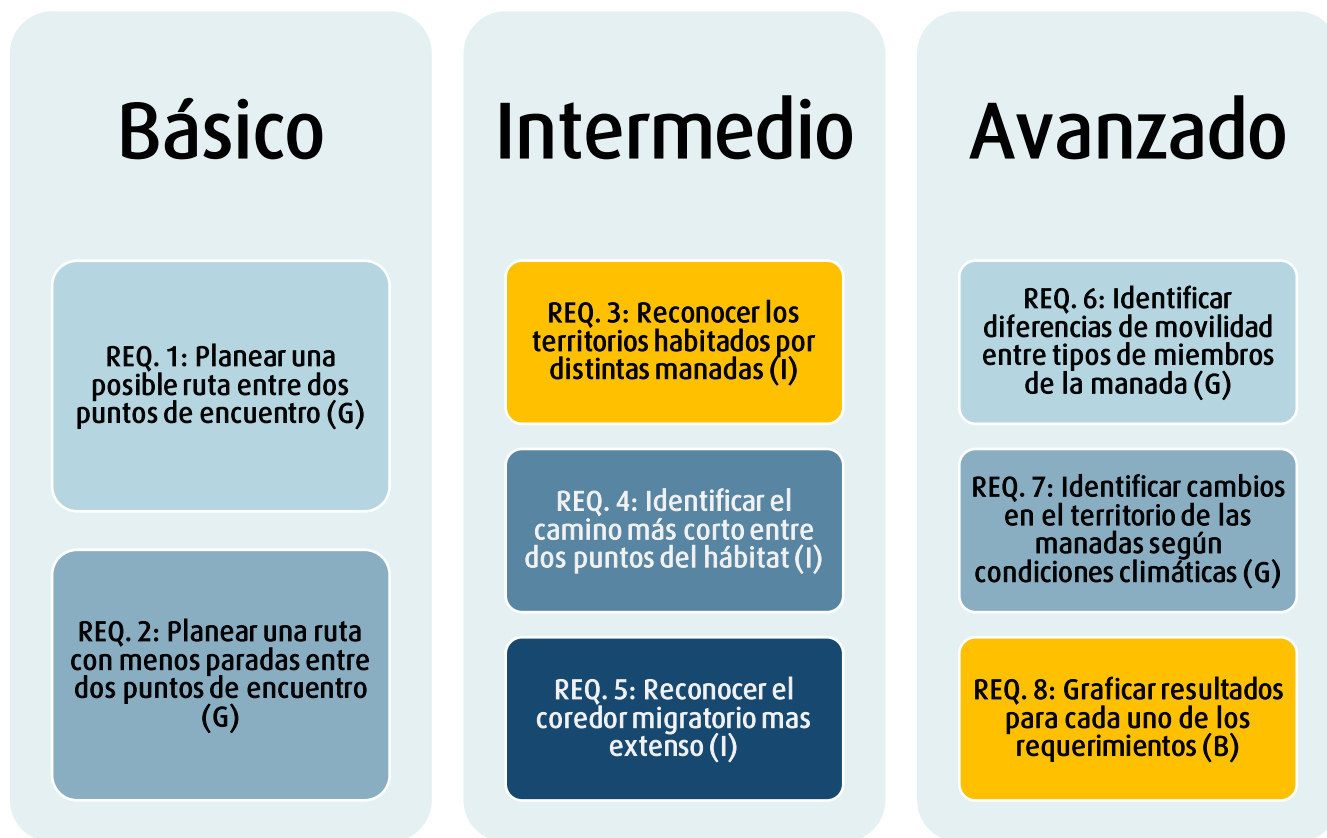 Básico
REQ. 1: Planear una
posible ruta entre dos
puntos de encuentro (G)
REQ. 2: Planear una ruta
con menos paradas entre
dos puntos de encuentro
(G)
Intermedio
REQ. 3: Reconocer los
territorios habitados por
distintas manadas (I)
REQ. 4: Identificar el
camino más corto entre
dos puntos del hábitat (I)
REQ. 5: Reconocer el
coredor migratorio mas
extenso (I)
Avanzado
REQ. 6: Identificar
diferencias de movilidad
entre tipos de miembros
de la manada (G)
REQ. 7: Identificar cambios
en el territorio de las
manadas según
condiciones climáticas (G)
REQ. 8: Graficar resultados
para cada uno de los
requerimientos (B)